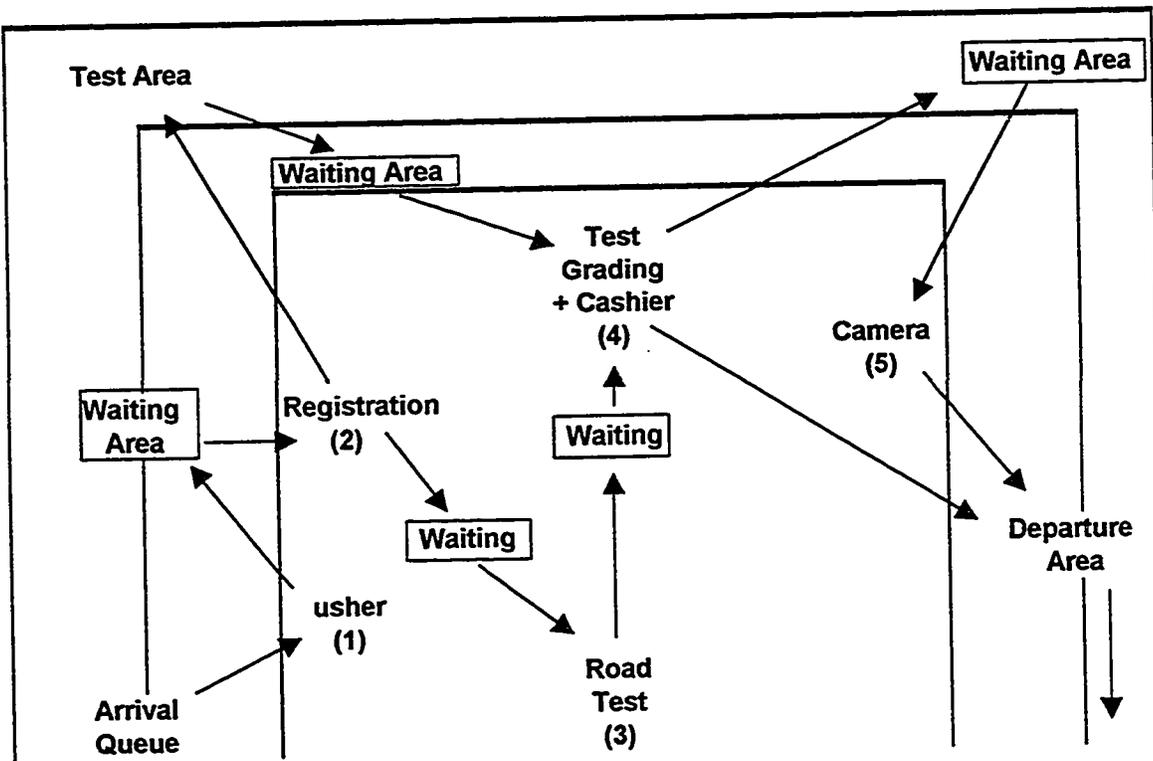 Test Area
Waiting Area
Waiting Area
Test
Grading
+ Cashier
(4)
Camera
(5)
Waiting
Area
Registration
(2)
Waiting
Waiting
Departure
Area
usher
(1)
Road
Test
(3)
Arrival
Queue